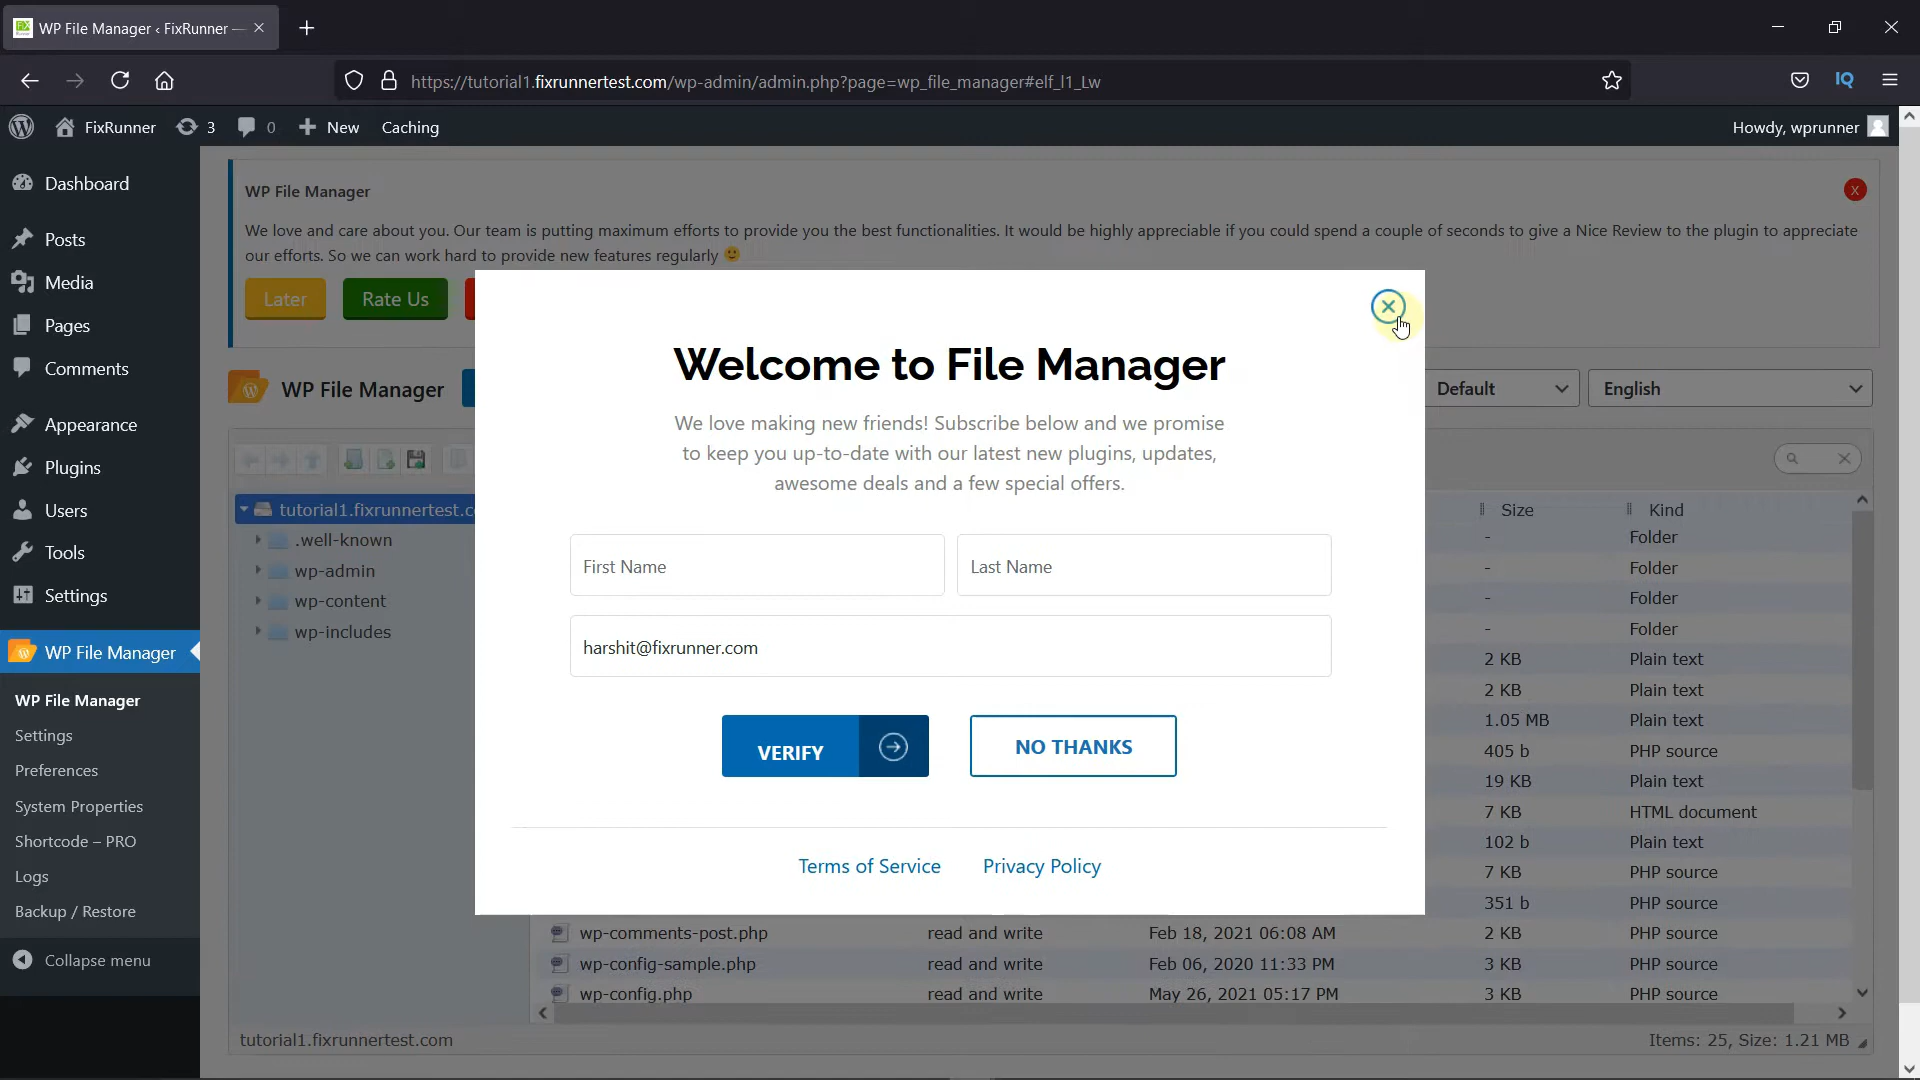 WP File Manager ‹ FixRunner —
https://tutorial1.fixrunnertest.com/wp-admin/admin.php?page=wp_file_manager#elf_l1_Lw
IQ
FixRunner
3
0
New
Caching
Howdy, wprunner
Dashboard
Posts
Media
Pages
Comments
Appearance
Plugins
Users
Tools
Settings
WP File Manager
WP File Manager
Settings
Preferences
System Properties
Shortcode – PRO
Logs
Backup / Restore
Collapse menu
WP File Manager
X
We love and care about you. Our team is putting maximum efforts to provide you the best functionalities. It would be highly appreciable if you could spend a couple of seconds to give a Nice Review to the plugin to appreciate
our efforts. So we can work hard to provide new features regularly
Later
Rate Us
WP File Manager
Default
English
tutorial1.fixrunnertest.c
.well-known
wp-admin
wp-content
wp-includes
Welcome to File Manager
We love making new friends! Subscribe below and we promise
to keep you up-to-date with our latest new plugins, updates,
awesome deals and a few special offers.
First Name
Last Name
harshit@fixrunner.com
VERIFY
NO THANKS
Terms of Service
Privacy Policy
Size Kind
- Folder
- Folder
- Folder
- Folder
2 KB Plain text
2 KB Plain text
1.05 MB Plain text
405 b PHP source
19 KB Plain text
7 KB HTML document
102 b Plain text
7 KB PHP source
351 b PHP source
wp-comments-post.php read and write Feb 18, 2021 06:08 AM 2 KB PHP source
wp-config-sample.php read and write Feb 06, 2020 11:33 PM 3 KB PHP source
wp-config.php read and write May 26, 2021 05:17 PM 3 KB PHP source
tutorial1.fixrunnertest.com
Items: 25, Size: 1.21 MB